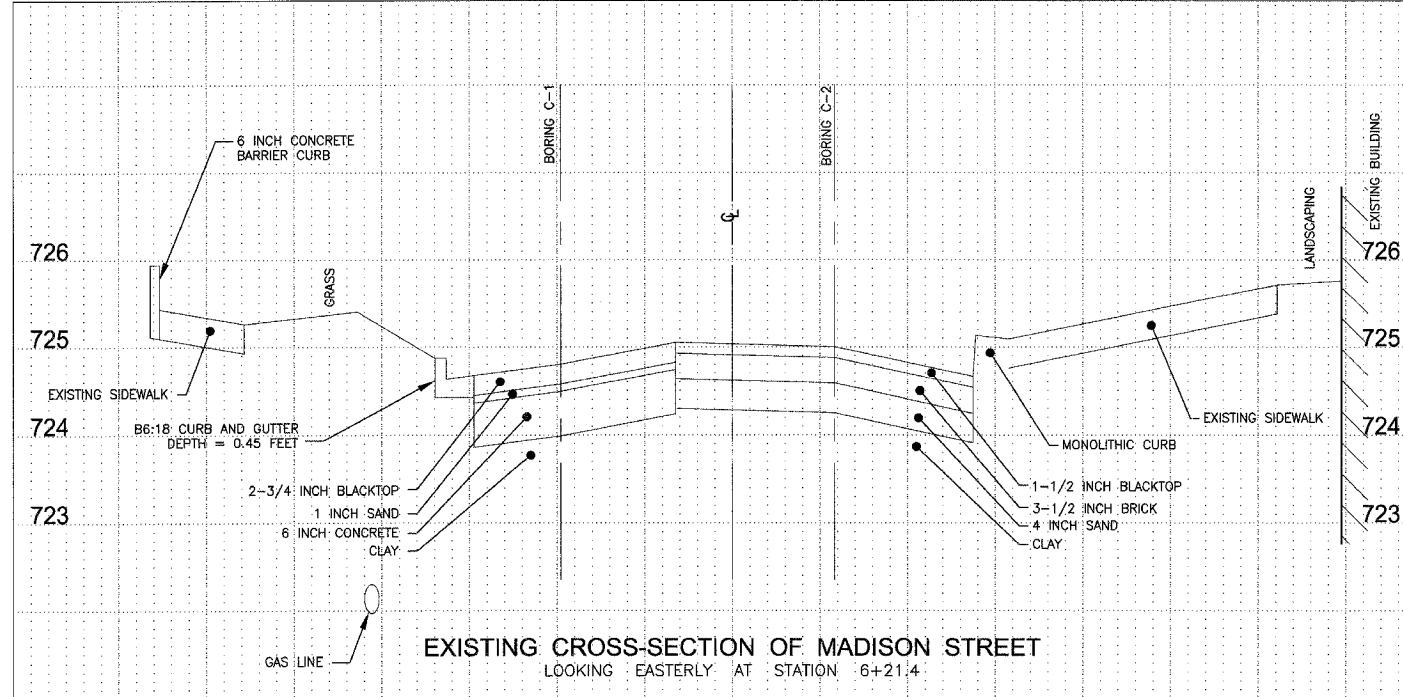 6 INCH CONCRETE
BARRIER CURB
BORING C-1
BORING C-2
EXISTING BUILDING
LANDSCAPING
GRASS
℄
726
726
725
725
724
724
723
723
EXISTING SIDEWALK
B6:18 CURB AND GUTTER
DEPTH = 0.45 FEET
2-3/4 INCH BLACKTOP
1 INCH SAND
6 INCH CONCRETE
CLAY
EXISTING SIDEWALK
MONOLITHIC CURB
1-1/2 INCH BLACKTOP
3-1/2 INCH BRICK
4 INCH SAND
CLAY
GAS LINE
EXISTING CROSS-SECTION OF MADISON STREET
LOOKING EASTERLY AT STATION 6+21.4